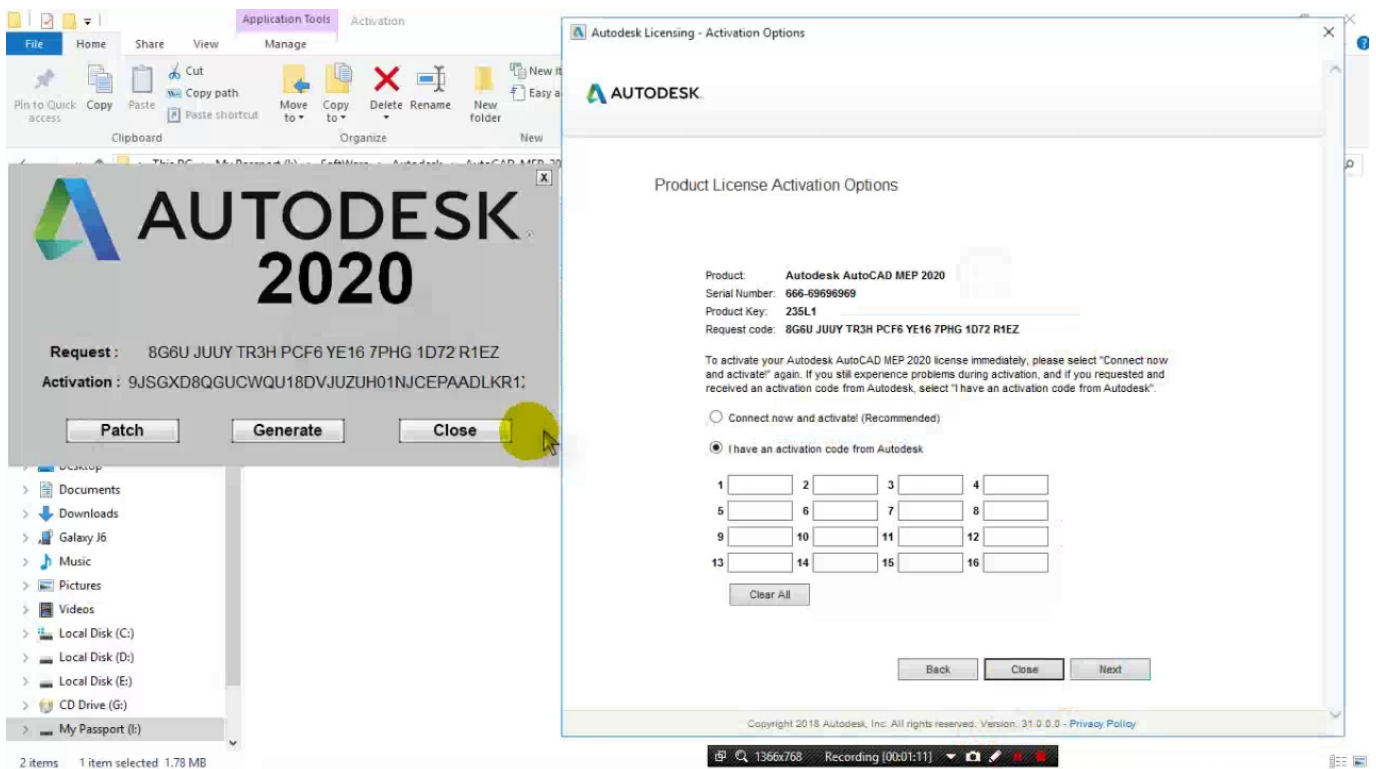 Application Tools
Activation
File Home Share View Manage
Pin to Quick access
Copy
Paste
Cut
Copy path
Paste shortcut
Move to
Copy to
Delete
Rename
New folder
New it
Easy a
Clipboard
Organize
New
AUTODESK
2020
Request : 8G6U JUUY TR3H PCF6 YE16 7PHG 1D72 R1EZ
Activation : 9JSGXD8QGUCWQU18DVJUZUH01NJCEPAADLKR1
Patch Generate Close
Desktop
Documents
Downloads
Galaxy J6
Music
Pictures
Videos
Local Disk (C:)
Local Disk (D:)
Local Disk (E:)
CD Drive (G:)
My Passport (I:)
2 items 1 item selected 1.78 MB
Autodesk Licensing - Activation Options
AUTODESK
Product License Activation Options
Product: Autodesk AutoCAD MEP 2020
Serial Number: 666-69696969
Product Key: 235L1
Request code: 8G6U JUUY TR3H PCF6 YE16 7PHG 1D72 R1EZ
To activate your Autodesk AutoCAD MEP 2020 license immediately, please select "Connect now
and activate!" again. If you still experience problems during activation, and if you requested and
received an activation code from Autodesk, select "I have an activation code from Autodesk".
Connect now and activate! (Recommended)
I have an activation code from Autodesk
1 2 3 4
5 6 7 8
9 10 11 12
13 14 15 16
Clear All
Back Close Next
Copyright 2018 Autodesk, Inc. All rights reserved. Version: 31.0.0.0 - Privacy Policy
1366x768 Recording [00:01:11]